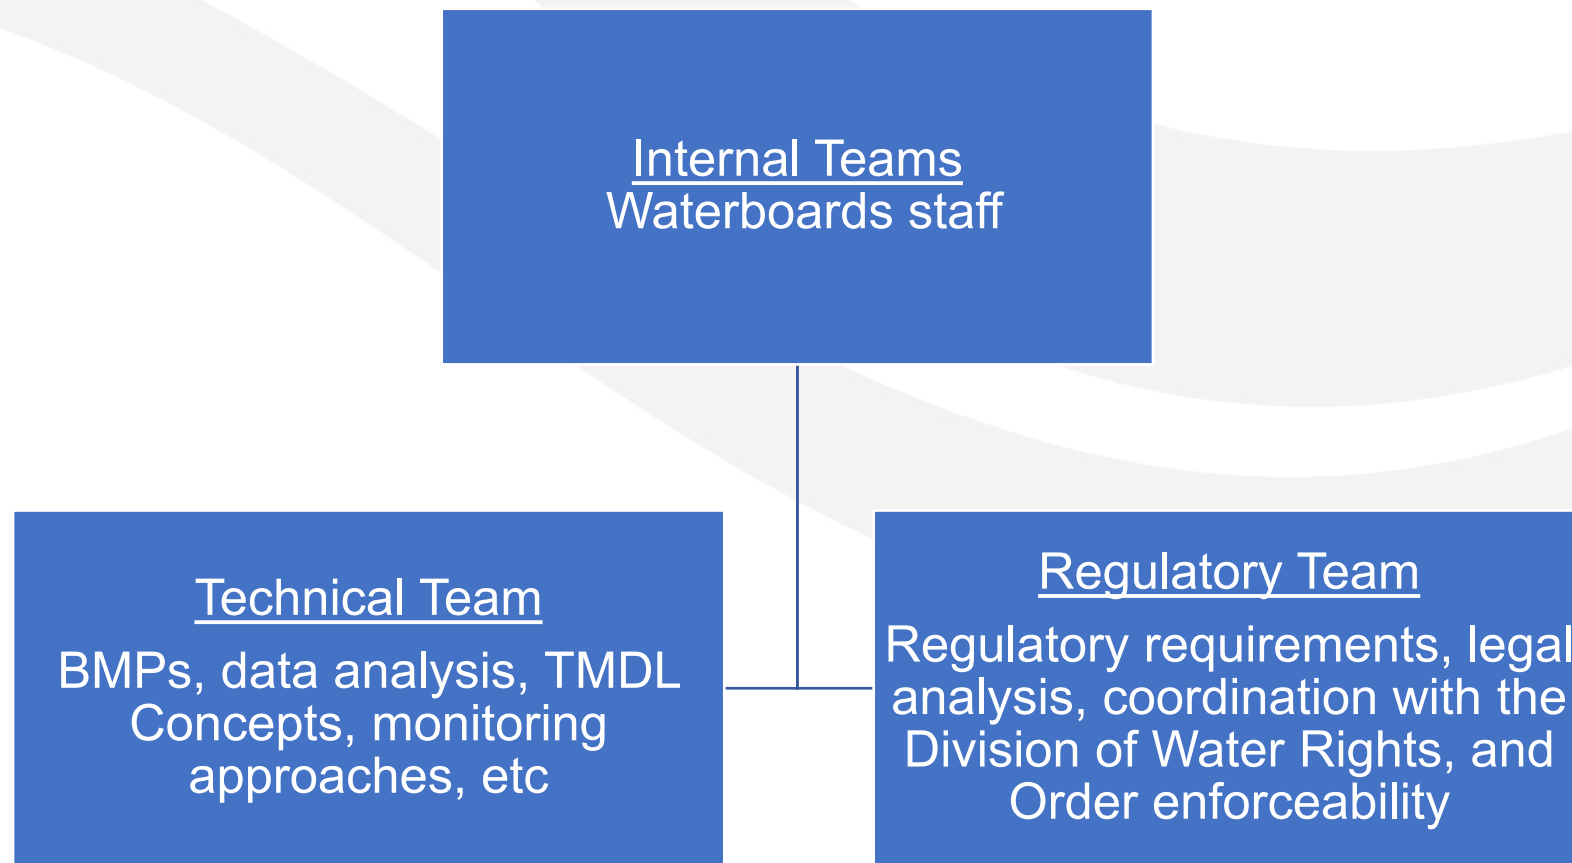 Internal Teams
Waterboards staff
Technical Team
BMPs, data analysis, TMDL
Concepts, monitoring
approaches, etc
Regulatory Team
Regulatory requirements, legal
analysis, coordination with the
Division of Water Rights, and
Order enforceability